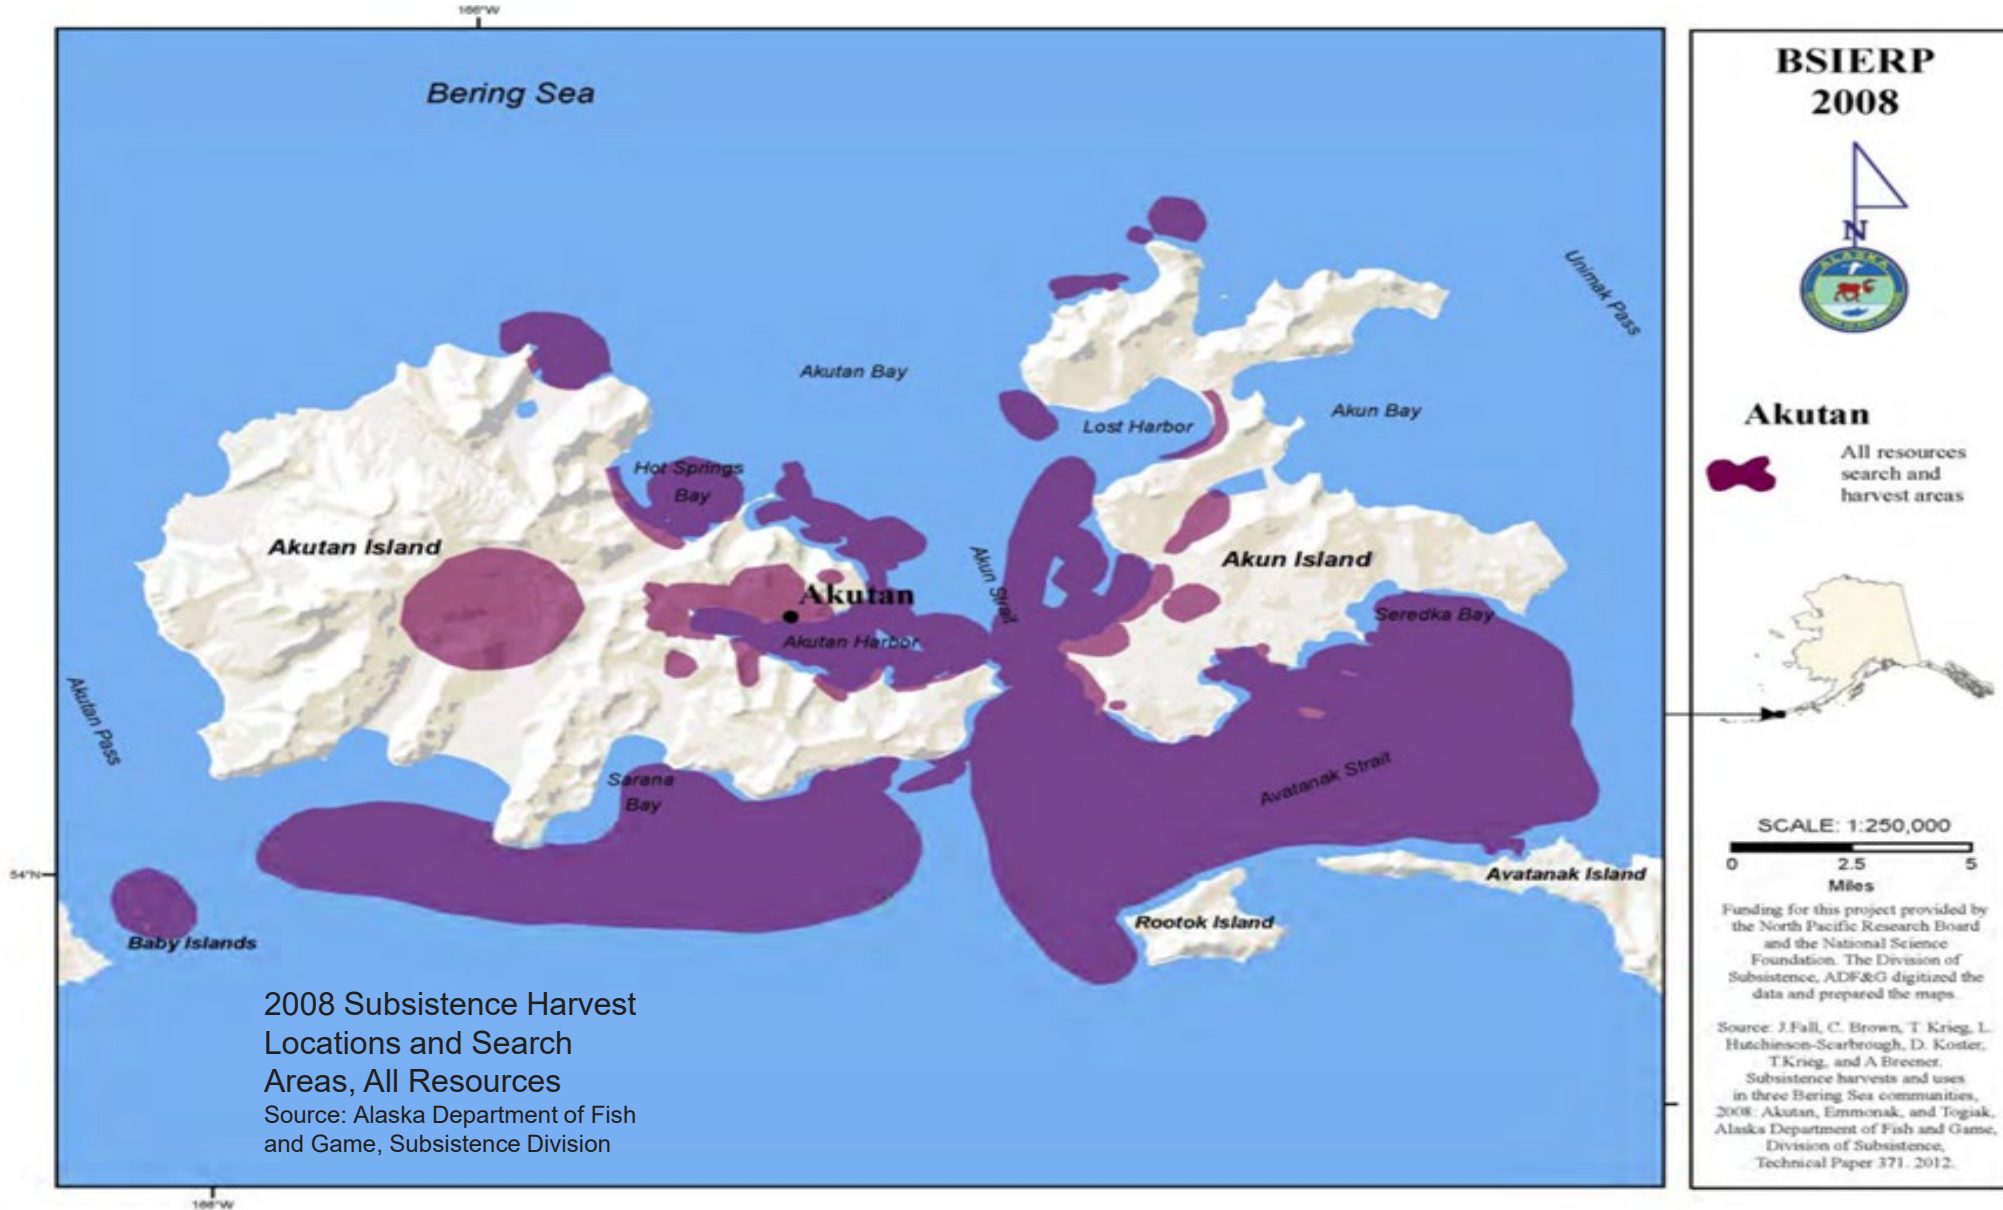 166°W
Bering Sea
Unimak Pass
Akutan Bay
Akun Bay
Lost Harbor
Hot Springs
Bay
Akutan Island
Akun Strait
Akun Island
Akutan
Seredka Bay
Akutan Harbor
Akutan Pass
Sarana
Bay
Avatanak Strait
54°N
Avatanak Island
Rootok Island
Baby Islands
2008 Subsistence Harvest
Locations and Search
Areas, All Resources
Source: Alaska Department of Fish
and Game, Subsistence Division
166°W
BSIERP
2008
N
ALASKA
Akutan
All resources
search and
harvest areas
SCALE: 1:250,000
0 2.5 5
Miles
Funding for this project provided by
the North Pacific Research Board
and the National Science
Foundation. The Division of
Subsistence, ADF&G digitized the
data and prepared the maps.
Source: J.Fall, C. Brown, T. Krieg, L.
Hutchinson-Scarbrough, D. Koster,
T.Krieg, and A Brenner.
Subsistence harvests and uses
in three Bering Sea communities,
2008: Akutan, Emmonak, and Togiak,
Alaska Department of Fish and Game,
Division of Subsistence,
Technical Paper 371. 2012.